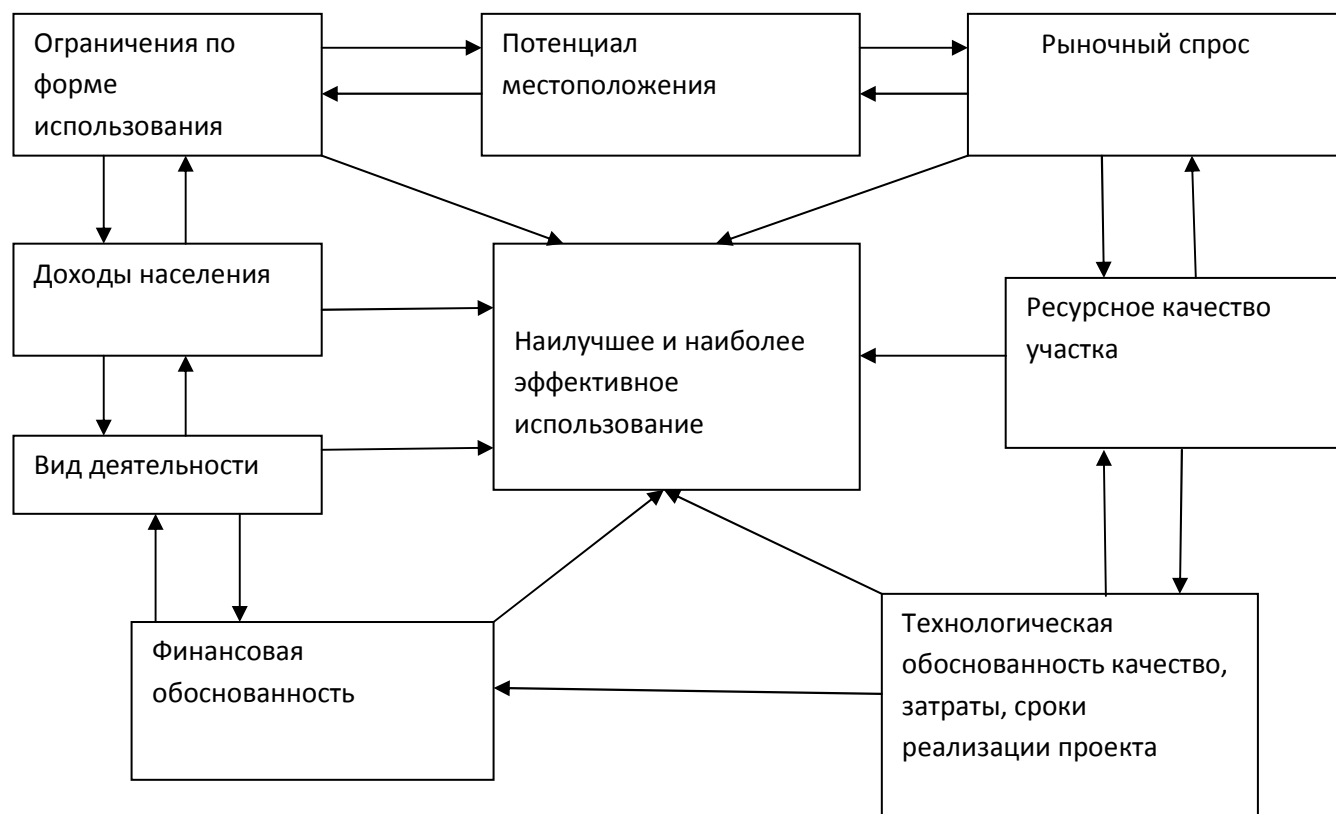 Ограничения по
форме
использования
Потенциал
местоположения
Рыночный спрос
Доходы населения
Наилучшее и наиболее
эффективное
использование
Ресурсное качество
участка
Вид деятельности
Финансовая
обоснованность
Технологическая
обоснованность качество,
затраты, сроки
реализации проекта